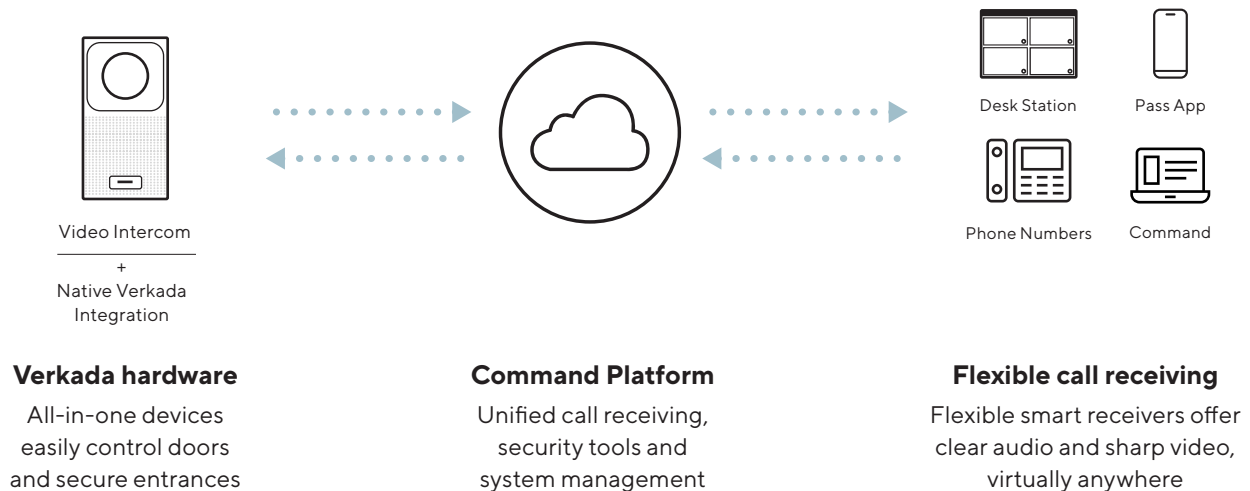 Video Intercom
+
Native Verkada
Integration
Desk Station
Pass App
Phone Numbers
Command
Verkada hardware
All-in-one devices
easily control doors
and secure entrances
Command Platform
Unified call receiving,
security tools and
system management
Flexible call receiving
Flexible smart receivers offer
clear audio and sharp video,
virtually anywhere